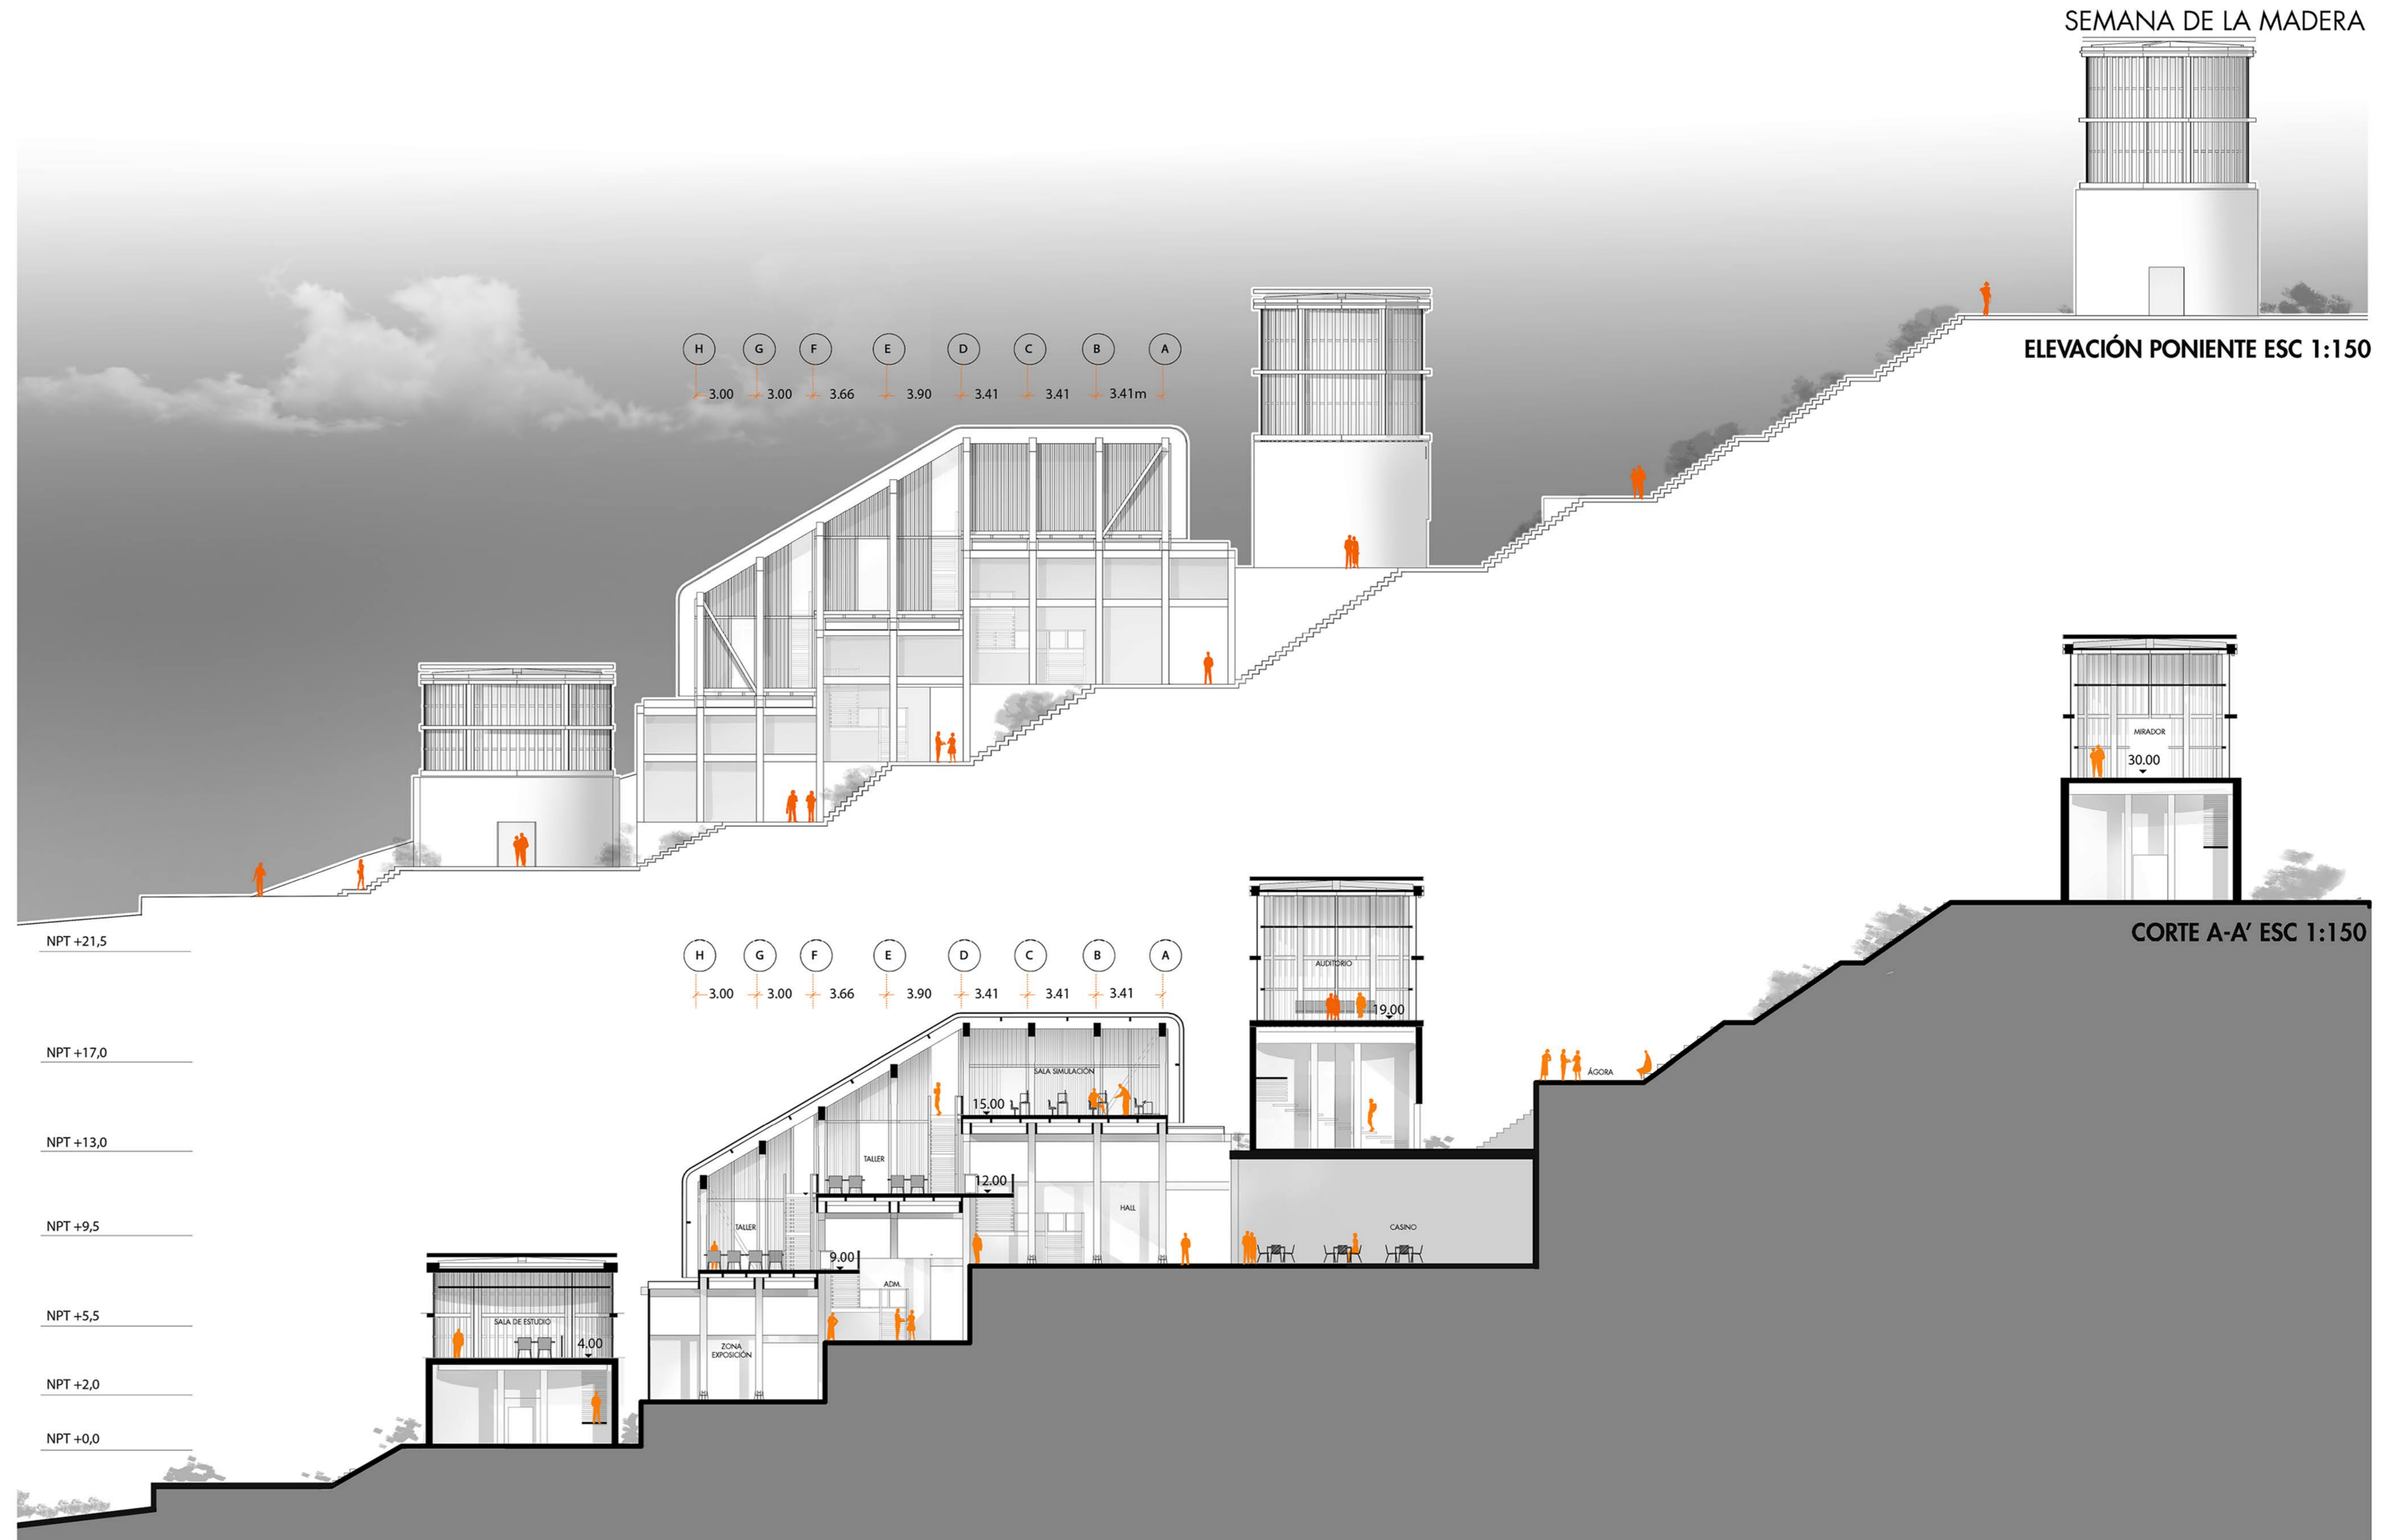 SEMANA DE LA MADERA
ELEVACIÓN PONIENTE ESC 1:150
H G F E D C B A
3.00 3.00 3.66 3.90 3.41 3.41 3.41m
MIRADOR
30.00
CORTE A-A’ ESC 1:150
NPT +21,5
H G F E D C B A
3.00 3.00 3.66 3.90 3.41 3.41 3.41
AUDITORIO
19.00
NPT +17,0
SALA SIMULACIÓN
15.00
ÁGORA
NPT +13,0
TALLER
12.00
HALL
NPT +9,5
TALLER
CASINO
9.00
ADM.
NPT +5,5
SALA DE ESTUDIO
4.00
ZONA
EXPOSICIÓN
NPT +2,0
NPT +0,0